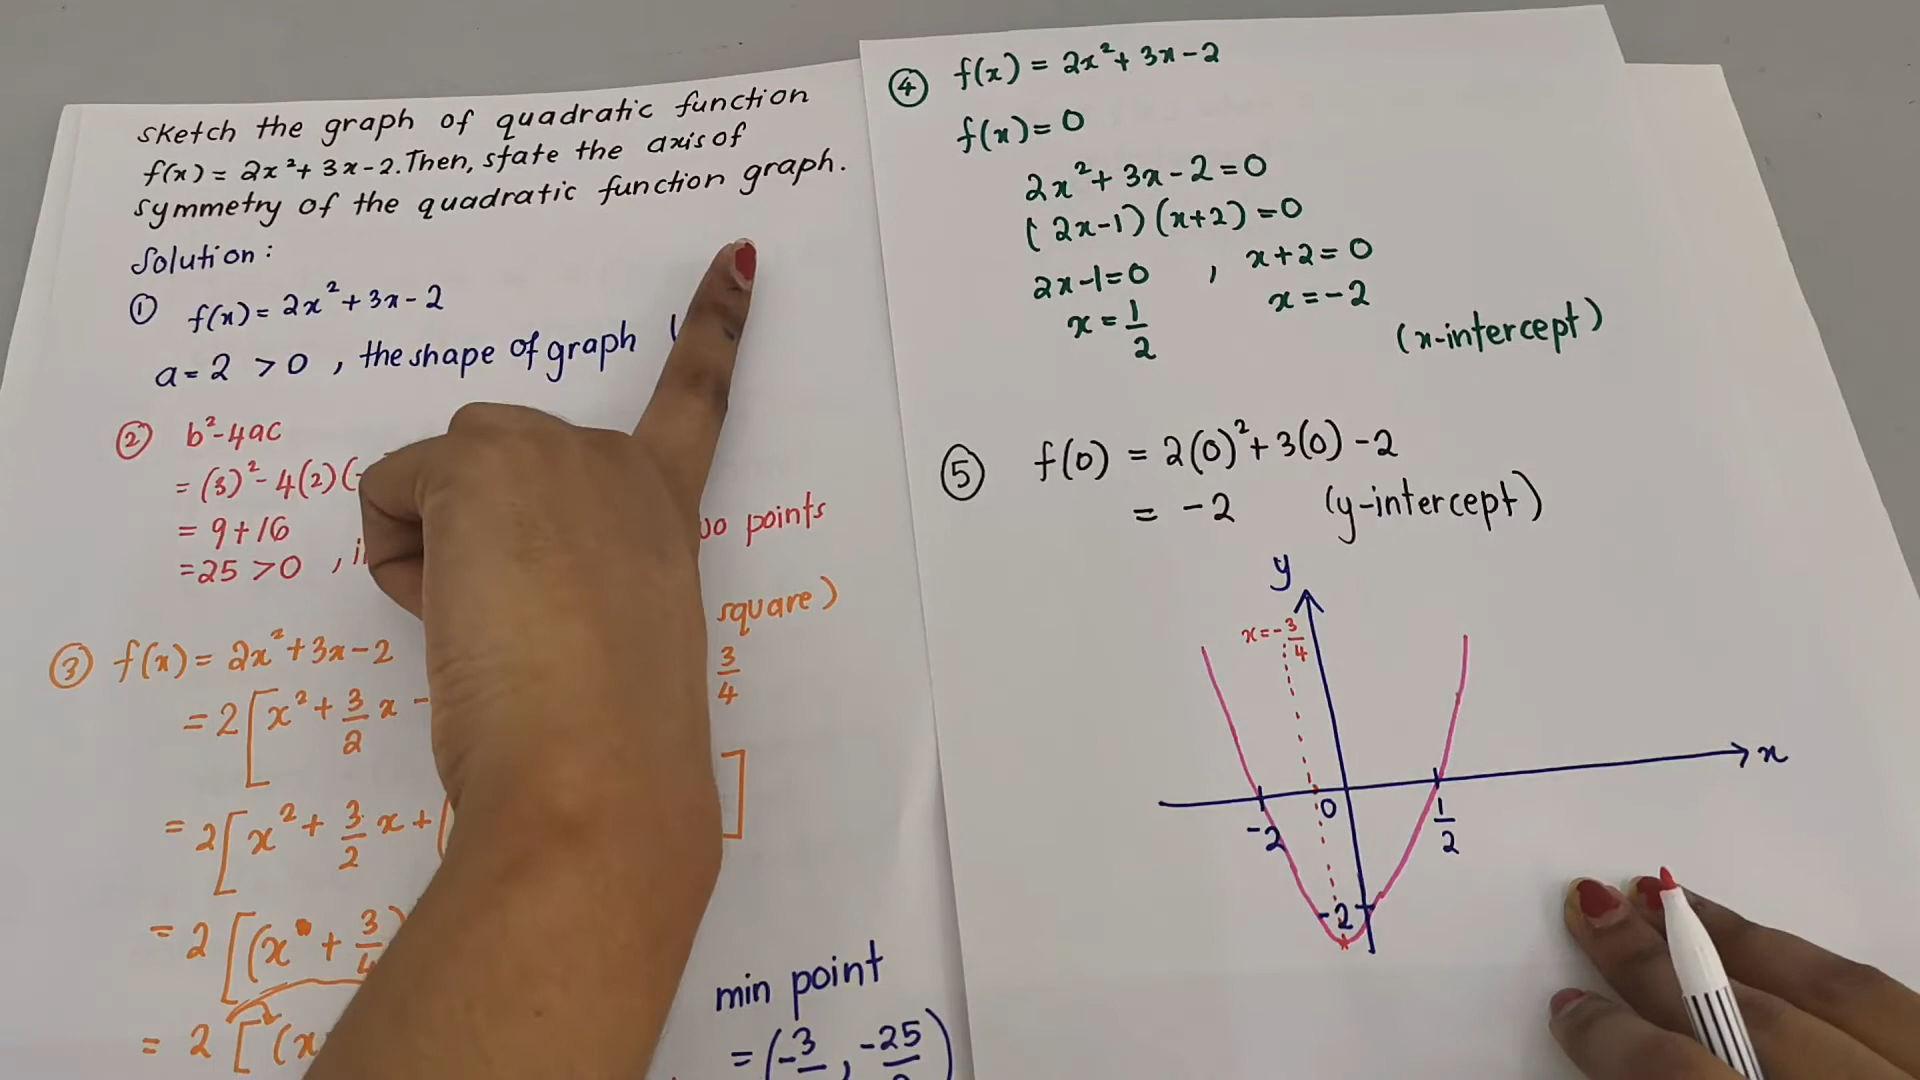 Sketch the graph of quadratic function
f(x) = 2x² + 3x - 2. Then, state the axis of
symmetry of the quadratic function graph.
Solution:
① f(x) = 2x² + 3x - 2
a = 2 > 0 , the shape of graph
② b² - 4ac
= (3)² - 4(2)(
= 9 + 16
= 25 > 0 , points
③ f(x) = 2x² + 3x - 2 square)
= 2[x² + 3/2 x - 3/4
= 2[x² + 3/2 x + ( ]
= 2[(x + 3/4)
= 2[(x
min point
= (-3 , -25 )
④ f(x) = 2x² + 3x - 2
f(x) = 0
2x² + 3x - 2 = 0
(2x-1)(x+2) = 0
2x-1=0 , x+2=0
x = 1/2 x = -2
(x-intercept)
⑤ f(0) = 2(0)² + 3(0) - 2
= -2 (y-intercept)
y
x = -3/4
x
-2 0 1/2
-2